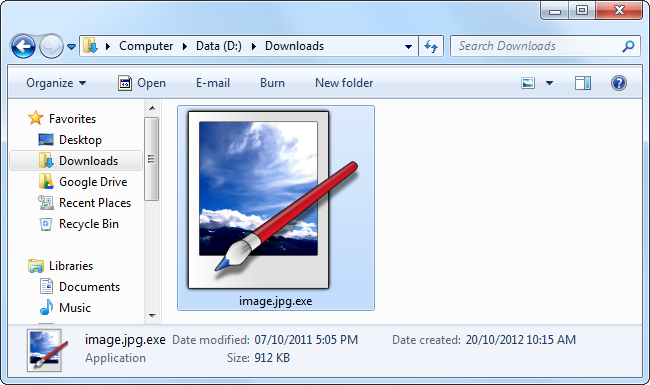 Computer Data (D:) Downloads Search Downloads
Organize Open E-mail Burn New folder
Favorites
Desktop
Downloads
Google Drive
Recent Places
Recycle Bin
Libraries
Documents
Music
image.jpg.exe
image.jpg.exe Date modified: 07/10/2011 5:05 PM Date created: 20/10/2012 10:15 AM
Application Size: 912 KB